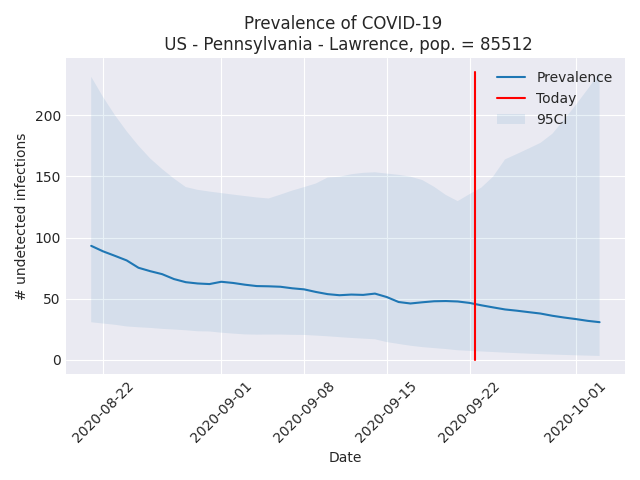 Prevalence of COVID-19
US - Pennsylvania - Lawrence, pop. = 85512
Prevalence
Today
95CI
# undetected infections
200
150
100
50
0
2020-08-22
2020-09-01
2020-09-08
2020-09-15
2020-09-22
2020-10-01
Date